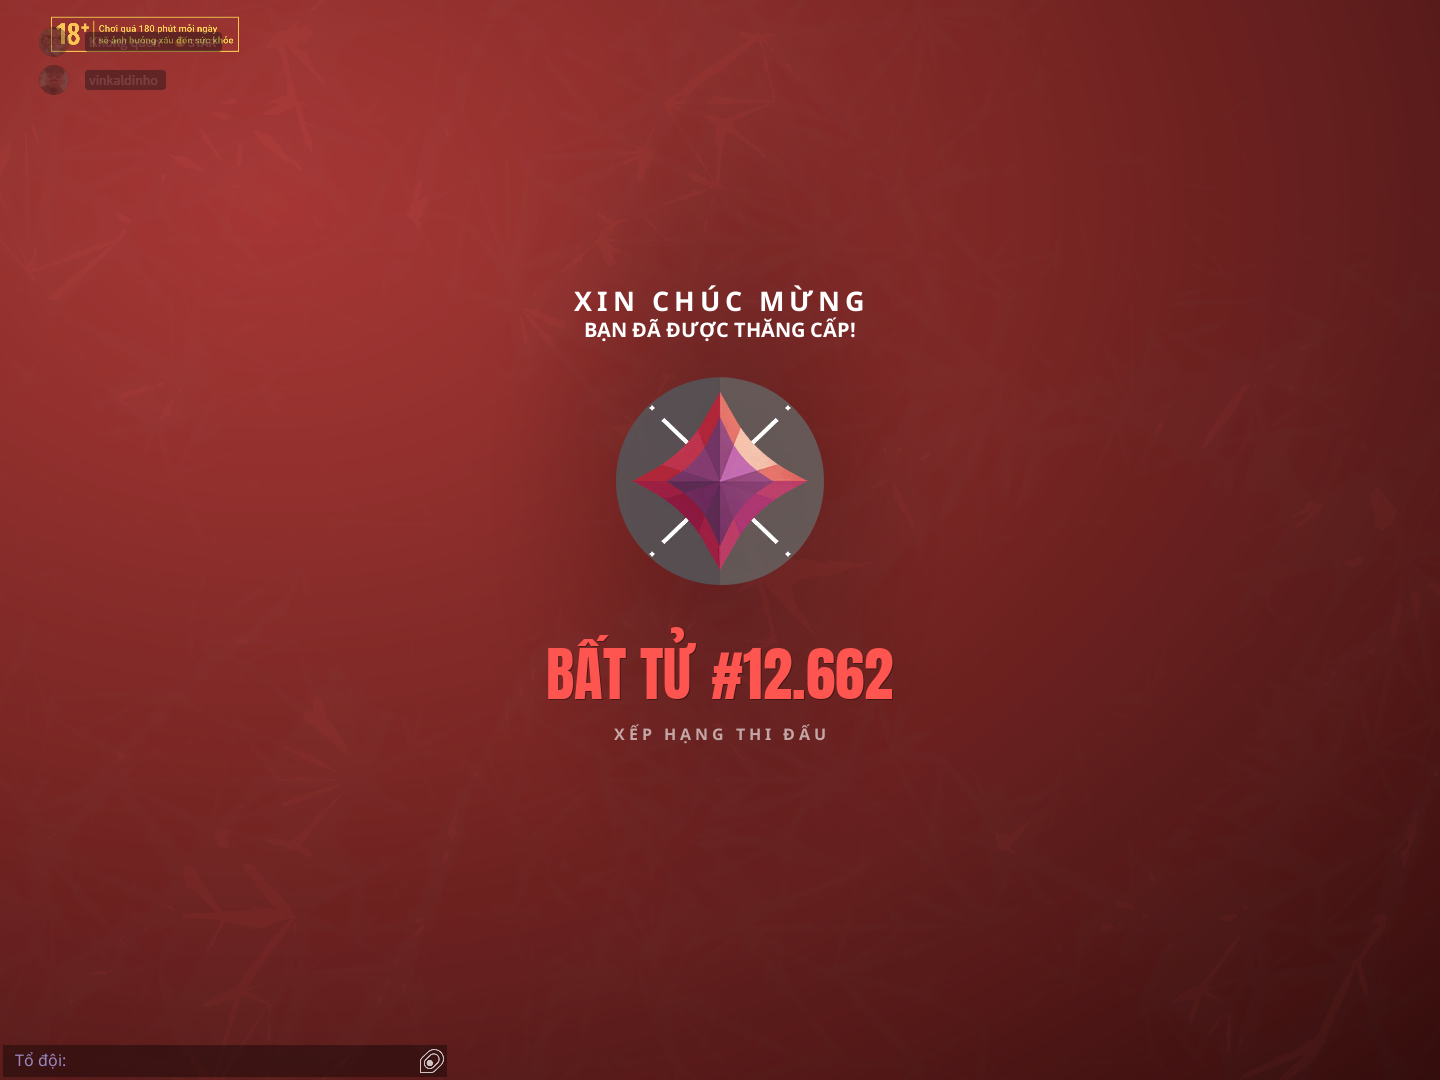 18+
Chơi quá 180 phút mỗi ngày
sẽ ảnh hưởng xấu đến sức khỏe
vinkaldinho
XIN CHÚC MỪNG
BẠN ĐÃ ĐƯỢC THĂNG CẤP!
BẤT TỬ #12.662
XẾP HẠNG THI ĐẤU
Tổ đội: